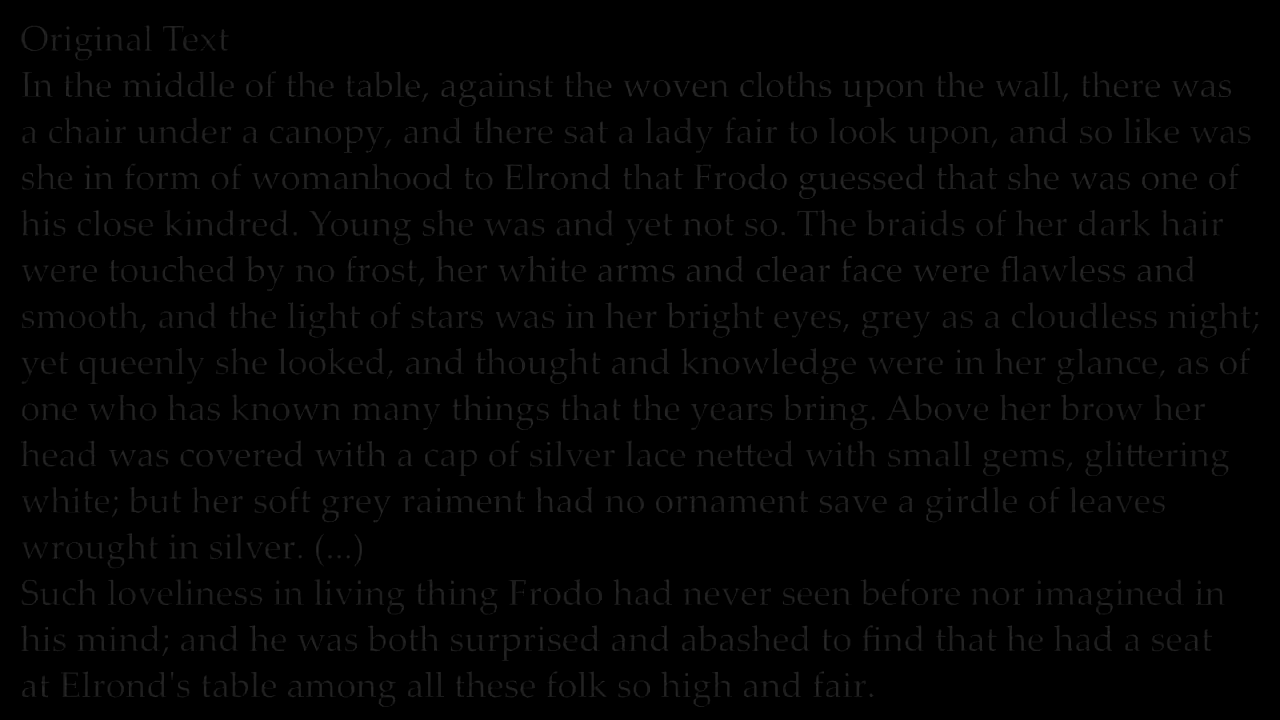 Original Text
In the middle of the table, against the woven cloths upon the wall, there was
a chair under a canopy, and there sat a lady fair to look upon, and so like was
she in form of womanhood to Elrond that Frodo guessed that she was one of
his close kindred. Young she was and yet not so. The braids of her dark hair
were touched by no frost, her white arms and clear face were flawless and
smooth, and the light of stars was in her bright eyes, grey as a cloudless night;
yet queenly she looked, and thought and knowledge were in her glance, as of
one who has known many things that the years bring. Above her brow her
head was covered with a cap of silver lace netted with small gems, glittering
white; but her soft grey raiment had no ornament save a girdle of leaves
wrought in silver. (...)
Such loveliness in living thing Frodo had never seen before nor imagined in
his mind; and he was both surprised and abashed to find that he had a seat
at Elrond's table among all these folk so high and fair.